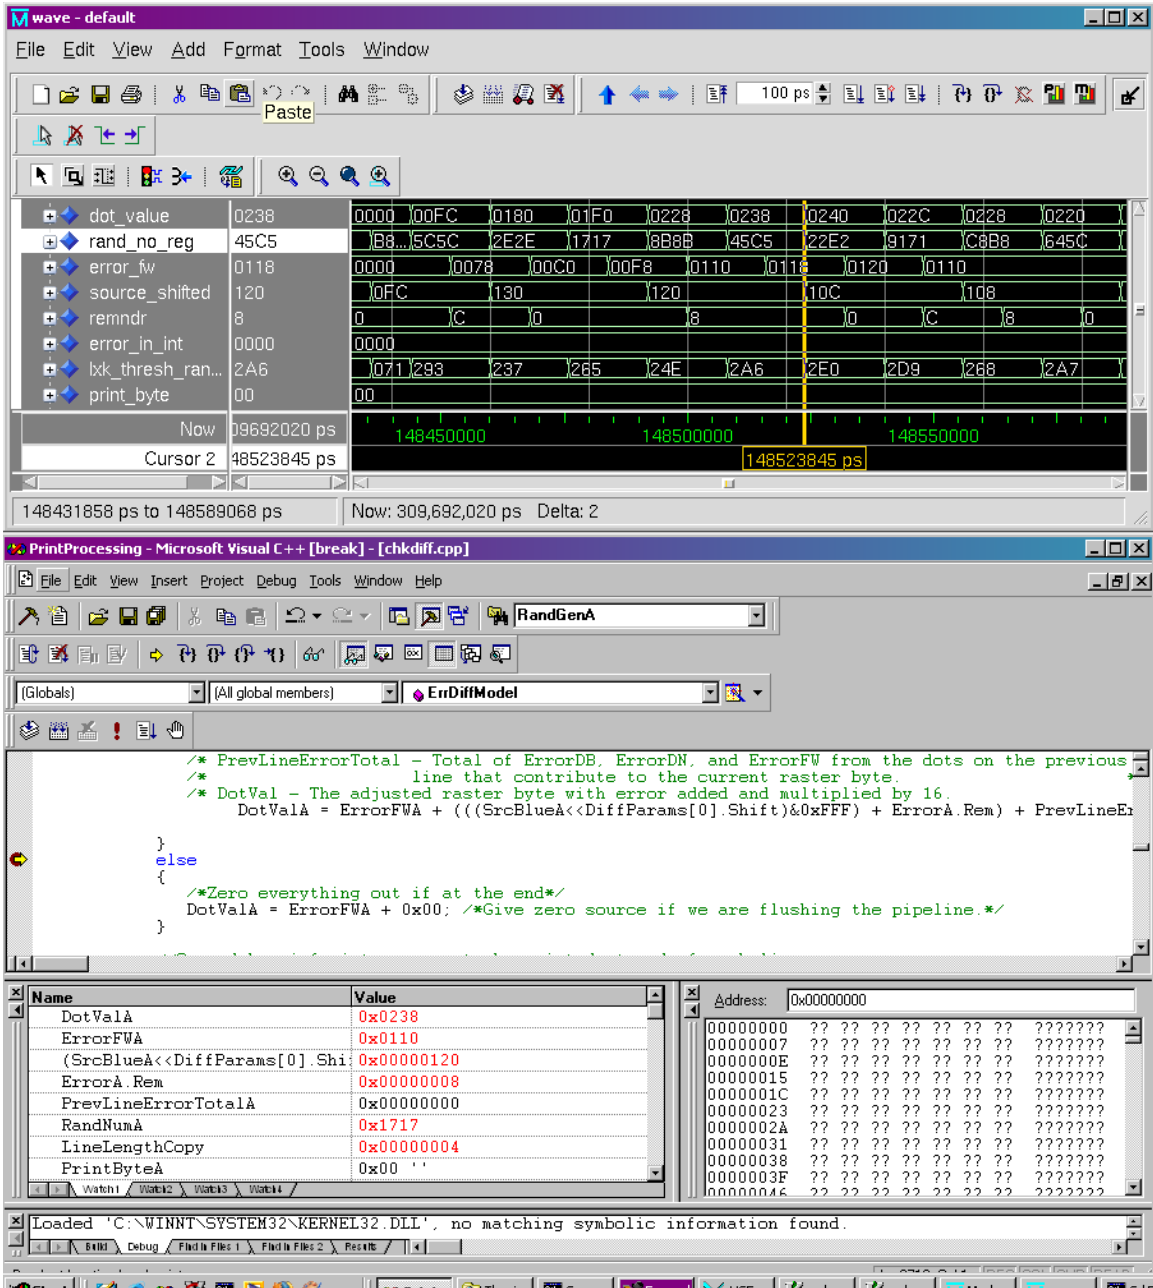 wave - default
File Edit View Add Format Tools Window
100 ps
Paste
dot_value 0238 0000 00FC 0180 01F0 0228 0238 0240 022C 0228 0220
rand_no_reg 45C5 B8... 5C5C 2E2E 1717 8B8B 45C5 22E2 9171 C8B8 645C
error_fw 0118 0000 0078 00C0 00F8 0110 0118 0120 0110
source_shifted 120 0FC 130 120 10C 108
remndr 8 0 C 0 8 0 C 8 0
error_in_int 0000 0000
lxk_thresh_ran... 2A6 071 293 237 265 24E 2A6 2E0 2D9 268 2A7
print_byte 00 00
Now 09692020 ps 148450000 148500000 148550000
Cursor 2 48523845 ps 148523845 ps
148431858 ps to 148589068 ps Now: 309,692,020 ps Delta: 2
PrintProcessing - Microsoft Visual C++ [break] - [chkdiff.cpp]
File Edit View Insert Project Debug Tools Window Help
RandGenA
(Globals) (All global members) ErrDiffModel
/* PrevLineErrorTotal - Total of ErrorDB, ErrorDN, and ErrorFW from the dots on the previous
/* line that contribute to the current raster byte. *
/* DotVal - The adjusted raster byte with error added and multiplied by 16.
DotValA = ErrorFWA + (((SrcBlueA<<DiffParams[0].Shift)&0xFFF) + ErrorA.Rem) + PrevLineEr
}
else
{
/*Zero everything out if at the end*/
DotValA = ErrorFWA + 0x00; /*Give zero source if we are flushing the pipeline.*/
}
Name Value
DotValA 0x0238
ErrorFWA 0x0110
(SrcBlueA<<DiffParams[0].Shi 0x00000120
ErrorA.Rem 0x00000008
PrevLineErrorTotalA 0x00000000
RandNumA 0x1717
LineLengthCopy 0x00000004
PrintByteA 0x00 ''
Watch1 Watch2 Watch3 Watch4
Address: 0x00000000
00000000 ?? ?? ?? ?? ?? ?? ?? ???????
00000007 ?? ?? ?? ?? ?? ?? ?? ???????
0000000E ?? ?? ?? ?? ?? ?? ?? ???????
00000015 ?? ?? ?? ?? ?? ?? ?? ???????
0000001C ?? ?? ?? ?? ?? ?? ?? ???????
00000023 ?? ?? ?? ?? ?? ?? ?? ???????
0000002A ?? ?? ?? ?? ?? ?? ?? ???????
00000031 ?? ?? ?? ?? ?? ?? ?? ???????
00000038 ?? ?? ?? ?? ?? ?? ?? ???????
0000003F ?? ?? ?? ?? ?? ?? ?? ???????
00000046 ?? ?? ?? ?? ?? ?? ?? ???????
Loaded 'C:\WINNT\SYSTEM32\KERNEL32.DLL', no matching symbolic information found.
Build Debug Find in Files 1 Find in Files 2 Results